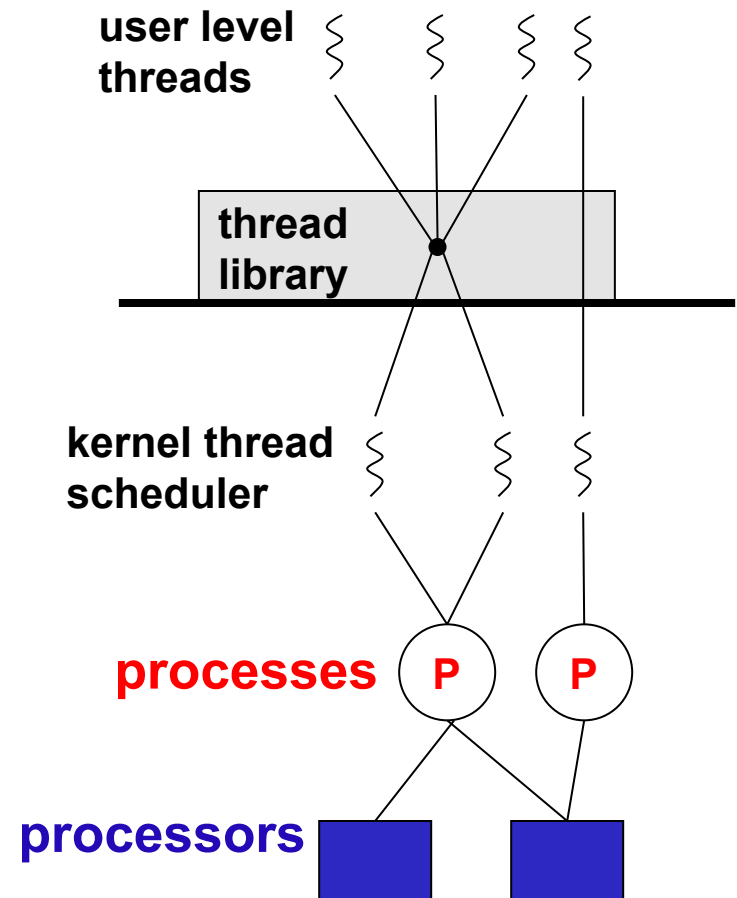 user level
threads
thread
library
kernel thread
scheduler
processes
P
P
processors